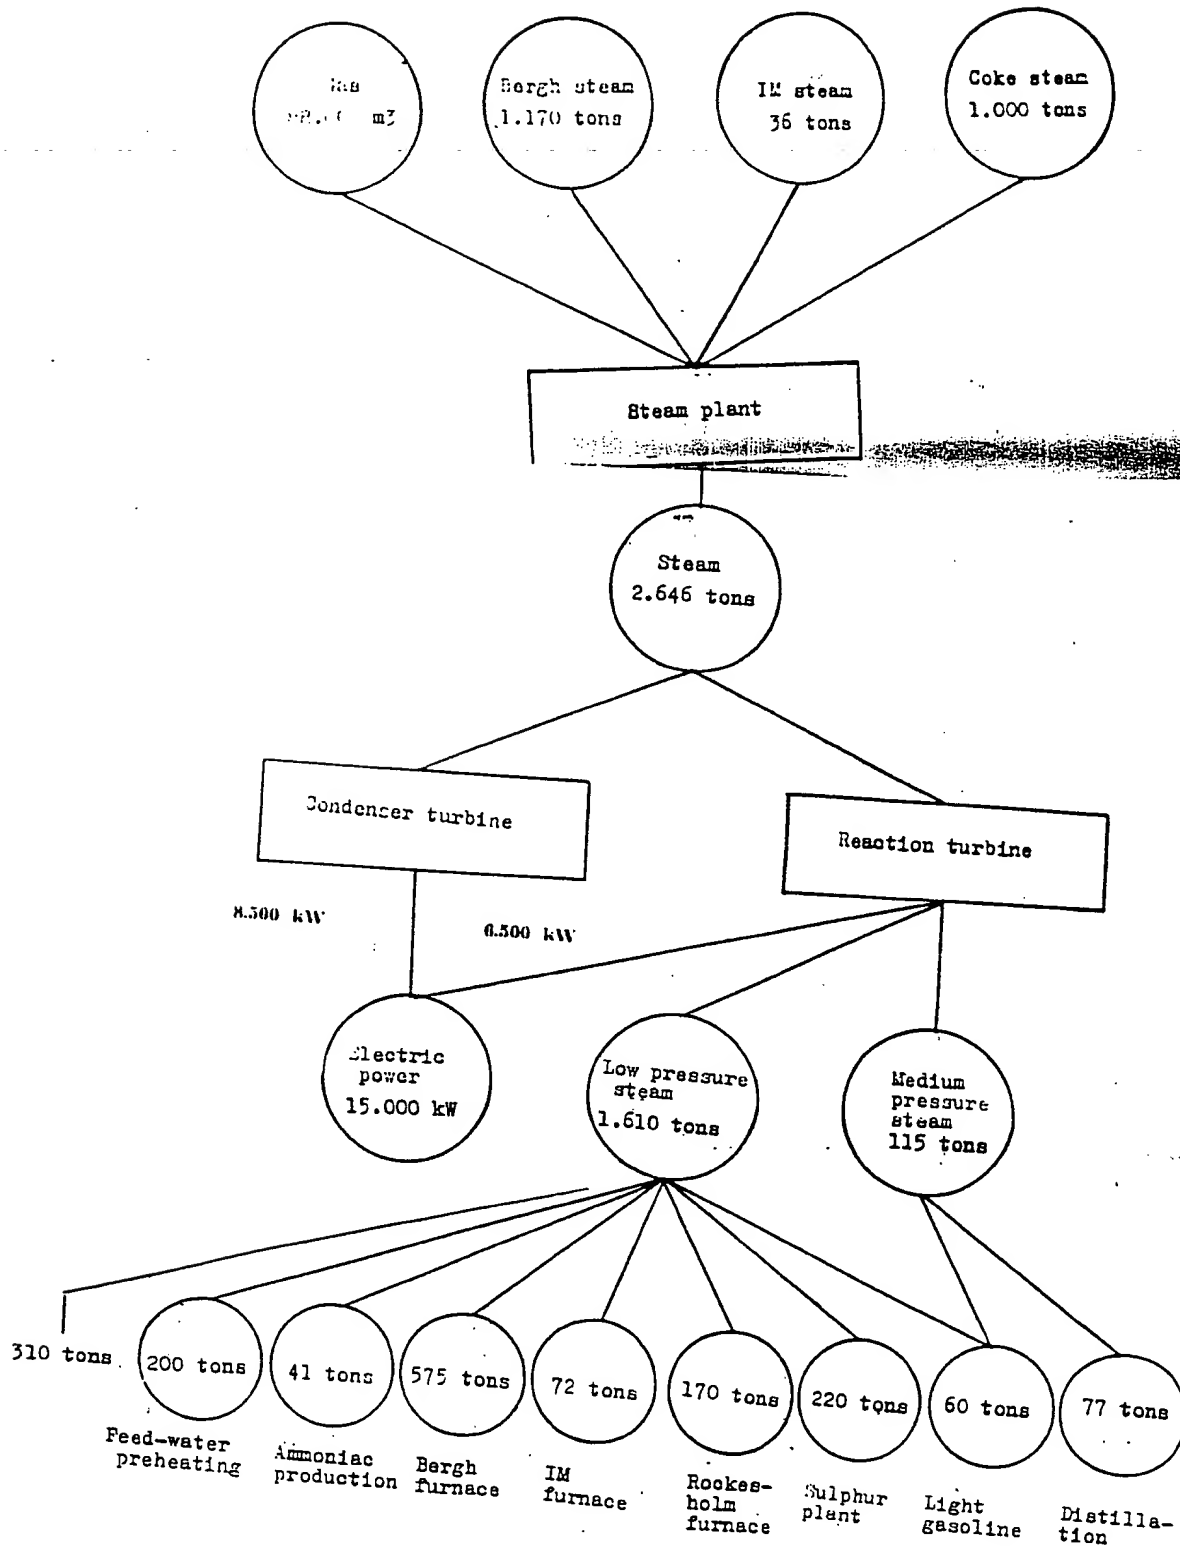 Gas
m3
Bergh steam
1.170 tons
IM steam
36 tons
Coke steam
1.000 tons
Steam plant
Steam
2.646 tons
Condenser turbine
Reaction turbine
8.500 kW
6.500 kW
Electric
power
15.000 kW
Low pressure
steam
1.610 tons
Medium
pressure
steam
115 tons
310 tons.
200 tons
41 tons
575 tons
72 tons
170 tons
220 tons
60 tons
77 tons
Feed-water
preheating
Ammoniac
production
Bergh
furnace
IM
furnace
Rockes-
holm
furnace
Sulphur
plant
Light
gasoline
Distilla-
tion